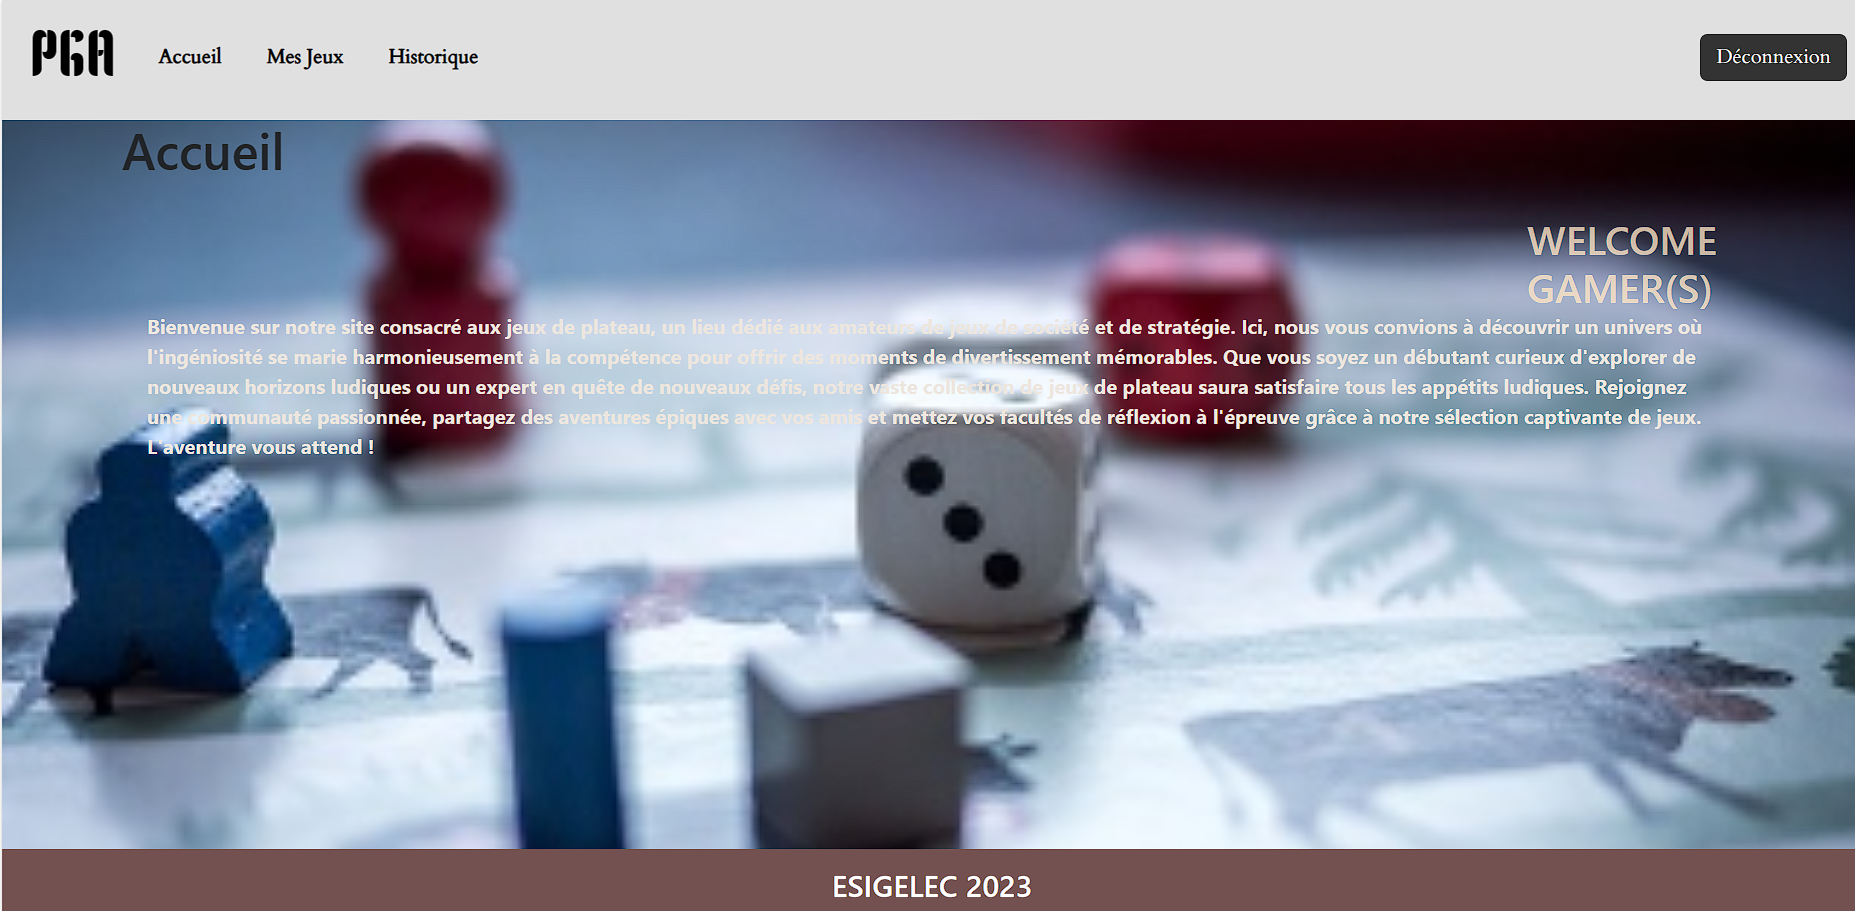 PGA
Accueil
Mes Jeux
Historique
Déconnexion
Accueil
WELCOME
GAMER(S)
Bienvenue sur notre site consacré aux jeux de plateau, un lieu dédié aux amateurs de jeux de société et de stratégie. Ici, nous vous convions à découvrir un univers où
l'ingéniosité se marie harmonieusement à la compétence pour offrir des moments de divertissement mémorables. Que vous soyez un débutant curieux d'explorer de
nouveaux horizons ludiques ou un expert en quête de nouveaux défis, notre vaste collection de jeux de plateau saura satisfaire tous les appétits ludiques. Rejoignez
une communauté passionnée, partagez des aventures épiques avec vos amis et mettez vos facultés de réflexion à l'épreuve grâce à notre sélection captivante de jeux.
L'aventure vous attend !
ESIGELEC 2023